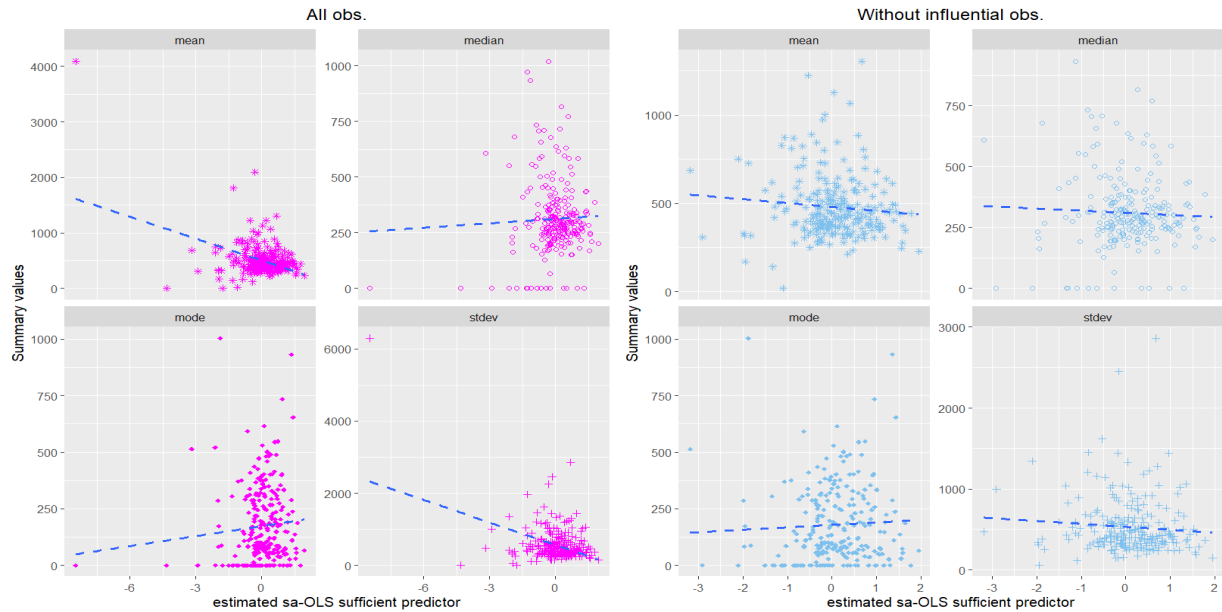 All obs.
Without influential obs.
mean
median
mean
median
4000
3000
2000
1000
0
1000
750
500
250
0
1000
500
0
750
500
250
0
Summary values
Summary values
mode
stdev
mode
stdev
1000
750
500
250
0
6000
4000
2000
0
1000
750
500
250
0
3000
2000
1000
0
-6 -3 0
-6 -3 0
-3 -2 -1 0 1 2
-3 -2 -1 0 1 2
estimated sa-OLS sufficient predictor
estimated sa-OLS sufficient predictor